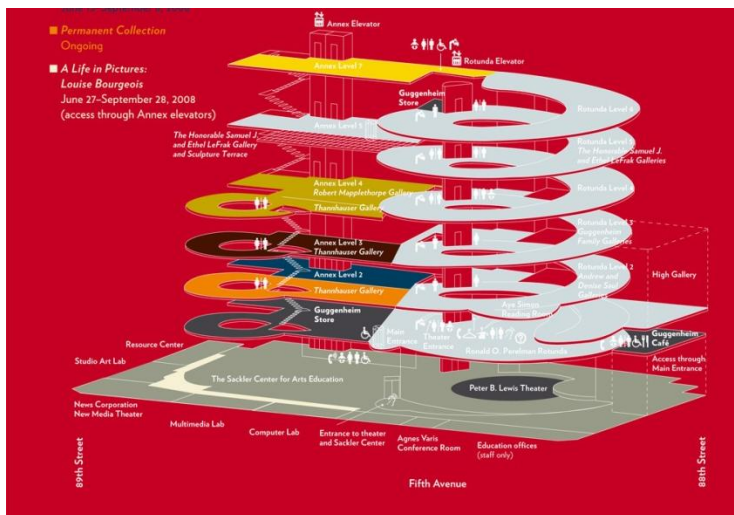 Permanent Collection
Ongoing
A Life in Pictures:
Louise Bourgeois
June 27–September 28, 2008
(access through Annex elevators)
Annex Elevator
Rotunda Elevator
Annex Level 7
Guggenheim
Store
Rotunda Level 6
Annex Level 5
The Honorable Samuel J.
and Ethel LeFrak Gallery
and Sculpture Terrace
Rotunda Level 5
The Honorable Samuel J.
and Ethel LeFrak Galleries
Annex Level 4
Robert Mapplethorpe Gallery
Rotunda Level 4
Thannhauser Gallery
Annex Level 3
Thannhauser Gallery
Rotunda Level 3
Guggenheim
Family Galleries
Annex Level 2
Rotunda Level 2
Andrew and
Denise Saul
Galleries
High Gallery
Thannhauser Gallery
Aye Simon
Reading Room
Guggenheim
Store
Main
Entrance
Theater
Entrance
Ronald O. Perelman Rotunda
Guggenheim
Café
Access through
Main Entrance
Resource Center
Studio Art Lab
The Sackler Center for Arts Education
Peter B. Lewis Theater
News Corporation
New Media Theater
Multimedia Lab
Computer Lab
Entrance to theater
and Sackler Center
Agnes Varis
Conference Room
Education offices
(staff only)
89th Street
Fifth Avenue
88th Street